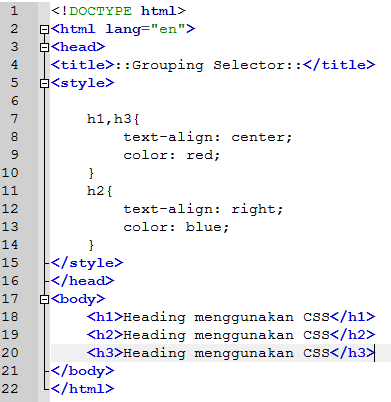 1 <!DOCTYPE html>
2 <html lang="en">
3 <head>
4 <title>::Grouping Selector::</title>
5 <style>
6
7     h1,h3{
8         text-align: center;
9         color: red;
10     }
11     h2{
12         text-align: right;
13         color: blue;
14     }
15 </style>
16 </head>
17 <body>
18     <h1>Heading menggunakan CSS</h1>
19     <h2>Heading menggunakan CSS</h2>
20     <h3>Heading menggunakan CSS</h3>
21 </body>
22 </html>